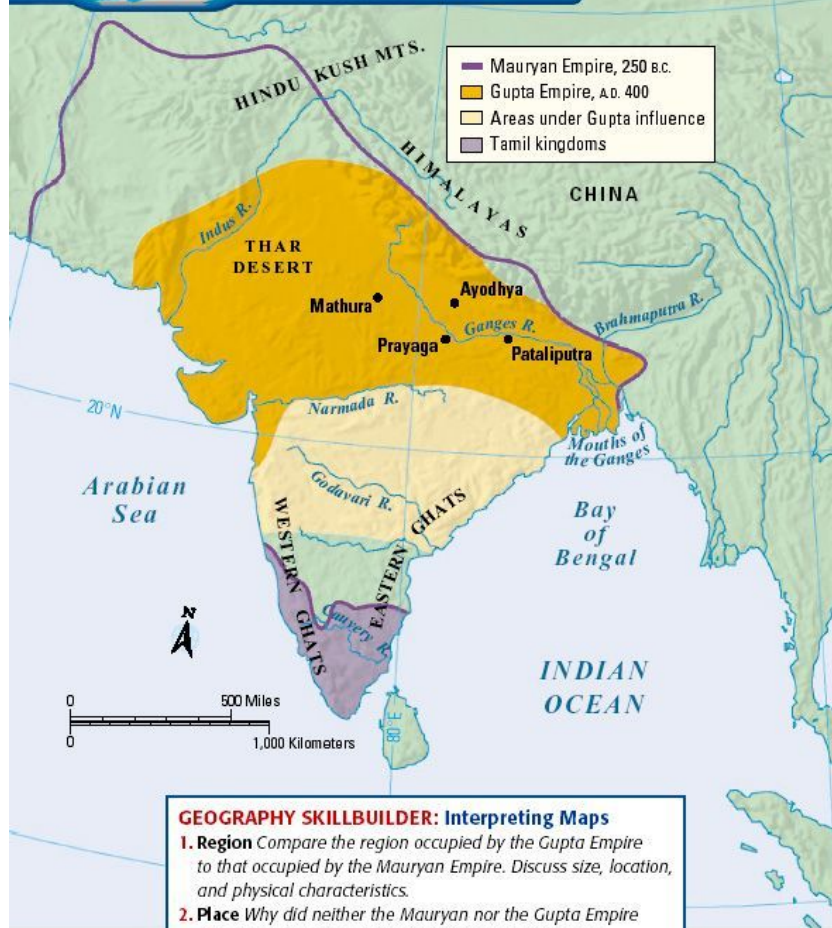 Mauryan Empire, 250 B.C.
Gupta Empire, A.D. 400
Areas under Gupta influence
Tamil kingdoms
HINDU KUSH MTS.
HIMALAYAS
CHINA
Indus R.
THAR
DESERT
Mathura
Ayodhya
Ganges R.
Brahmaputra R.
Prayaga
Pataliputra
Narmada R.
20°N
Mouths of
the Ganges
Arabian
Sea
Godavari R.
WESTERN GHATS
EASTERN GHATS
Bay
of
Bengal
Cauvery R.
N
INDIAN
OCEAN
80°E
0 500 Miles
0 1,000 Kilometers
GEOGRAPHY SKILLBUILDER: Interpreting Maps
1. Region Compare the region occupied by the Gupta Empire
to that occupied by the Mauryan Empire. Discuss size, location,
and physical characteristics.
2. Place Why did neither the Mauryan nor the Gupta Empire